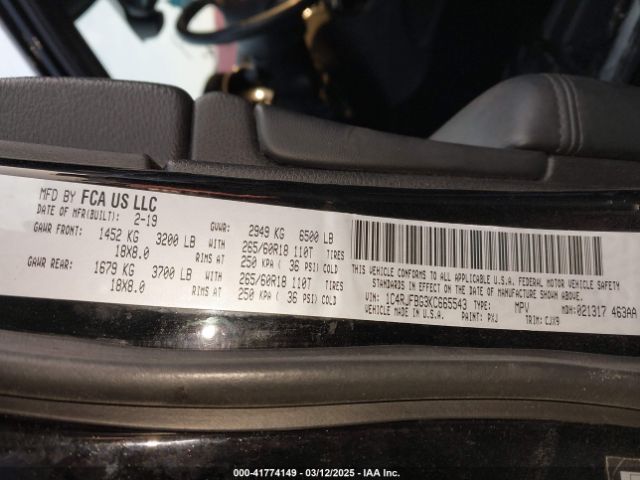 MFD BY FCA US LLC
DATE OF MFR(BUILT): 2-19 GVWR: 2949 KG 6500 LB
GAWR FRONT: 1452 KG 3200 LB WITH 265/60R18 110T TIRES
18X8.0 RIMS AT 250 KPA ( 36 PSI) COLD
GAWR REAR: 1679 KG 3700 LB WITH 265/60R18 110T TIRES
18X8.0 RIMS AT 250 KPA ( 36 PSI) COLD
THIS VEHICLE CONFORMS TO ALL APPLICABLE U.S.A. FEDERAL MOTOR VEHICLE SAFETY
STANDARDS IN EFFECT ON THE DATE OF MANUFACTURE SHOWN ABOVE.
VIN: 1C4RJFBG3KC665543 TYPE: MPV MDH: 021317 463AA
VEHICLE MADE IN U.S.A. PAINT: PXJ TRIM: CJX9
000-41774149 - 03/12/2025 - IAA Inc.